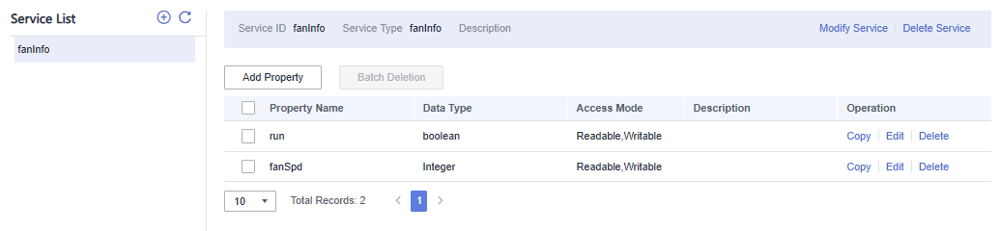 Service List
fanInfo
Service ID fanInfo Service Type fanInfo Description Modify Service Delete Service
Add Property Batch Deletion
Property Name Data Type Access Mode Description Operation
run boolean Readable,Writable Copy Edit Delete
fanSpd Integer Readable,Writable Copy Edit Delete
10 Total Records: 2 < 1 >